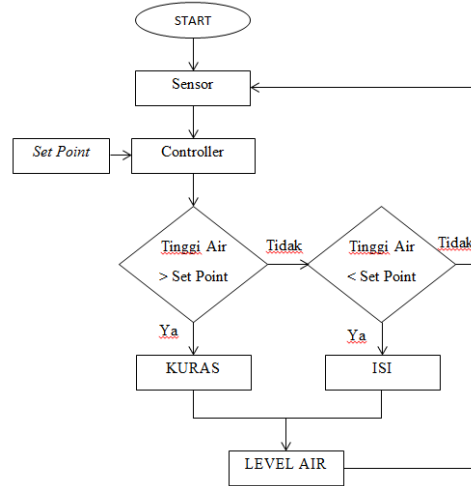 START
Sensor
Set Point
Controller
Tinggi Air
> Set Point
Tidak
Tinggi Air
< Set Point
Tidak
Ya
Ya
KURAS
ISI
LEVEL AIR